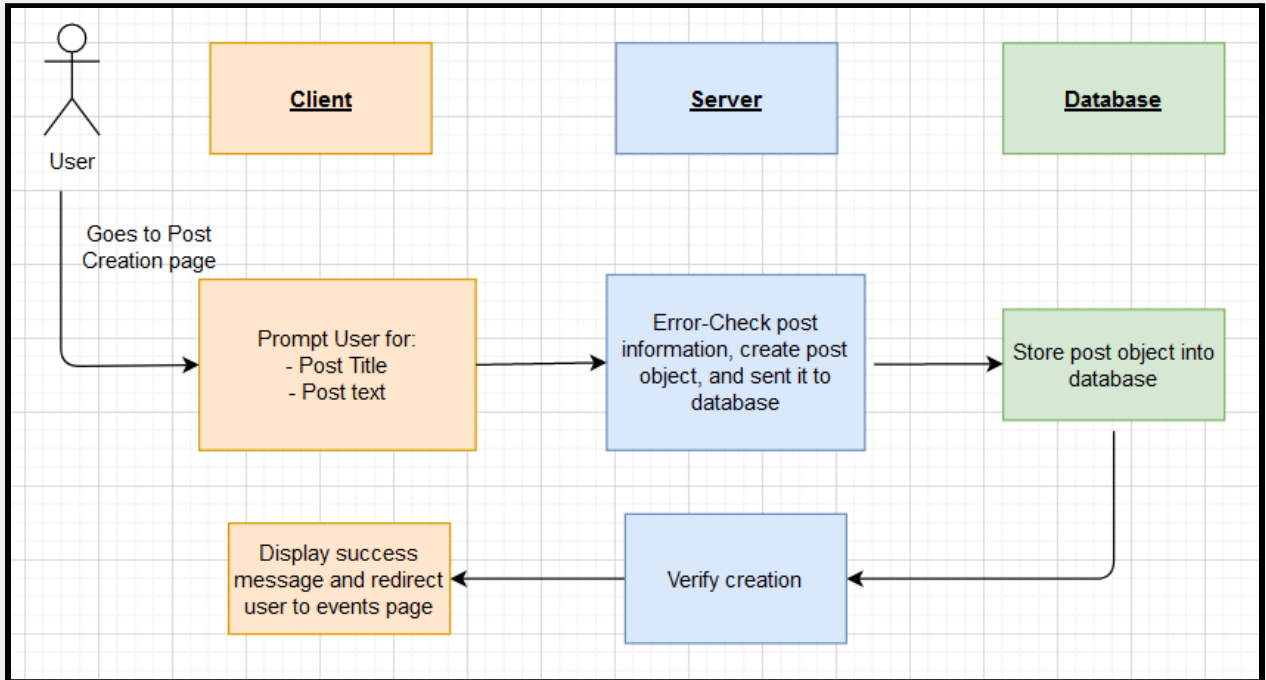 Client
Server
Database
User
Goes to Post
Creation page
Prompt User for:
- Post Title
- Post text
Error-Check post
information, create post
object, and sent it to
database
Store post object into
database
Display success
message and redirect
user to events page
Verify creation